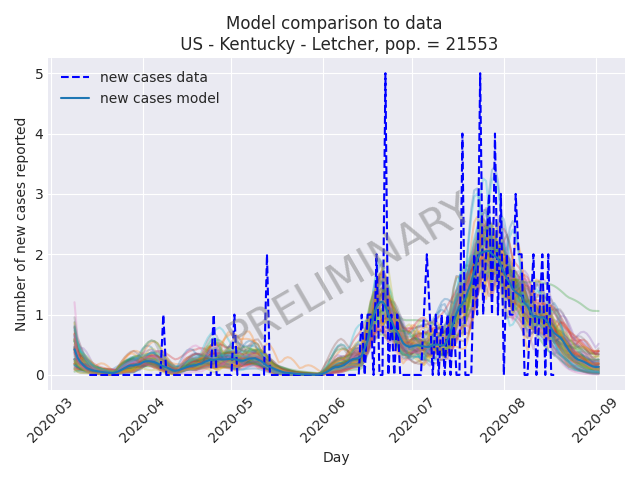 Model comparison to data
US - Kentucky - Letcher, pop. = 21553
new cases data
new cases model
Number of new cases reported
5
4
3
2
1
0
PRELIMINARY
2020-03
2020-04
2020-05
2020-06
2020-07
2020-08
2020-09
Day